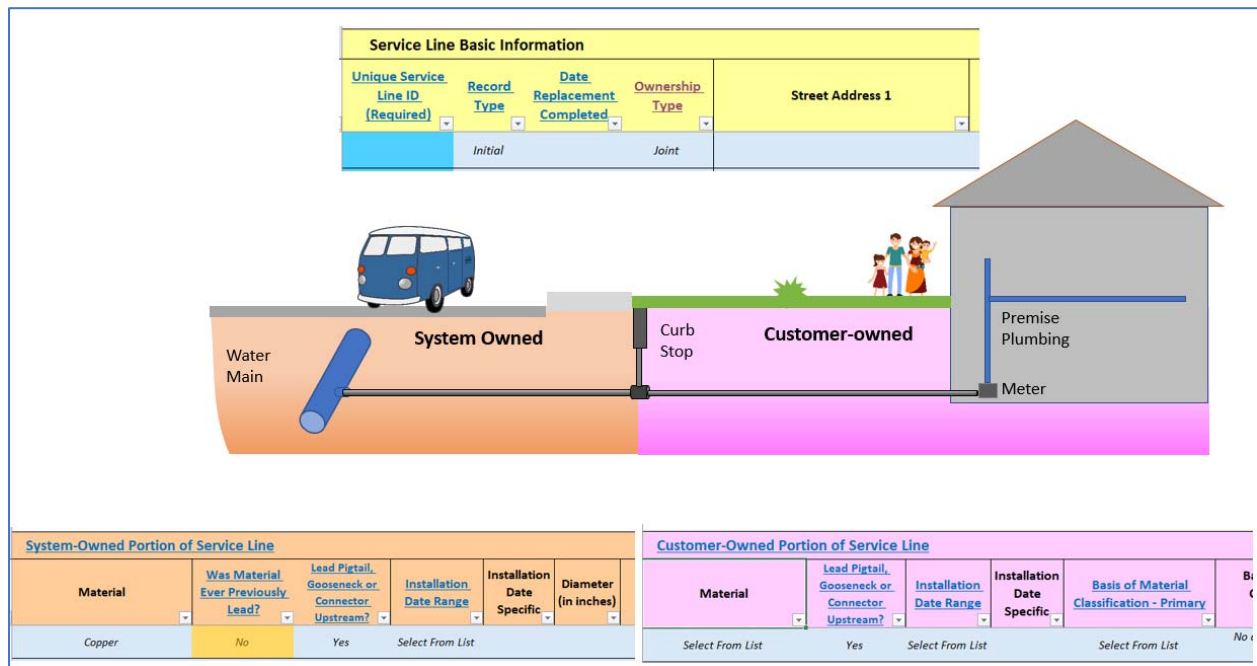 Service Line Basic Information
Unique Service
Line ID
(Required)
Record
Type
Date
Replacement
Completed
Ownership
Type
Street Address 1
Initial
Joint
Water
Main
System Owned
Curb
Stop
Customer-owned
Premise
Plumbing
Meter
System-Owned Portion of Service Line
Material
Was Material
Ever Previously
Lead?
Lead Pigtail,
Gooseneck or
Connector
Upstream?
Installation
Date Range
Installation
Date
Specific
Diameter
(in inches)
Copper
No
Yes
Select From List
Customer-Owned Portion of Service Line
Material
Lead Pigtail,
Gooseneck or
Connector
Upstream?
Installation
Date Range
Installation
Date
Specific
Basis of Material
Classification - Primary
Select From List
Yes
Select From List
Select From List